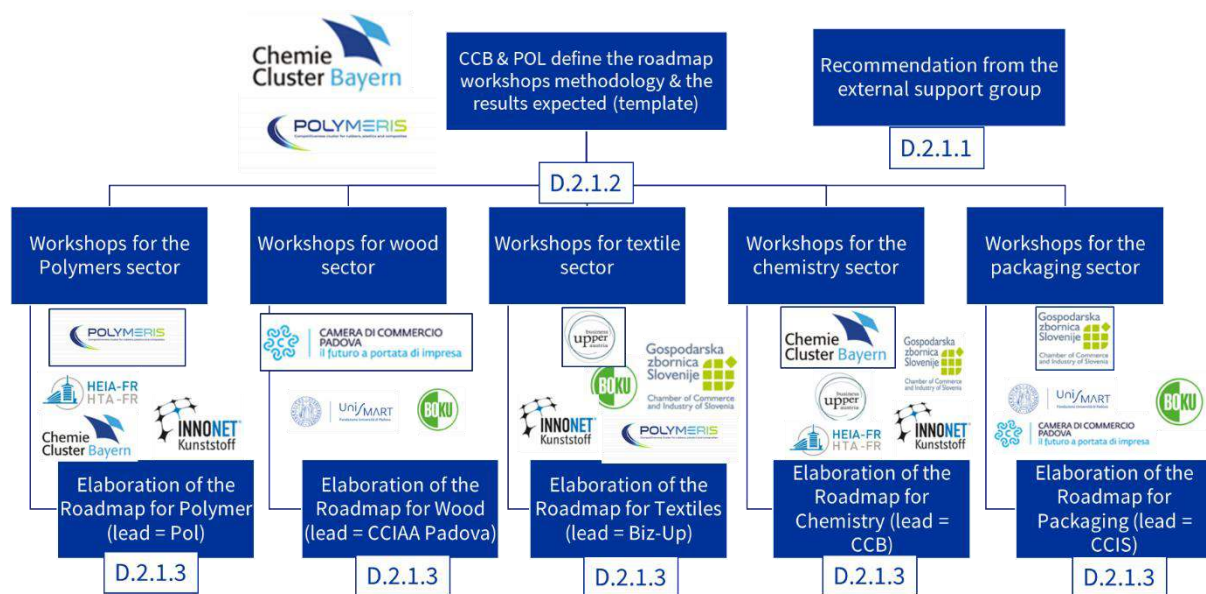 Chemie
Cluster Bayern
POLYMERIS
CCB & POL define the roadmap
workshops methodology & the
results expected (template)
Recommendation from the
external support group
D.2.1.1
D.2.1.2
Workshops for the
Polymers sector
Workshops for wood
sector
Workshops for textile
sector
Workshops for the
chemistry sector
Workshops for the
packaging sector
POLYMERIS
HEIA-FR
HTA-FR
Chemie
Cluster Bayern
INNONET
Kunststoff
CAMERA DI COMMERCIO
PADOVA
il futuro a portata di impresa
UniSMART
BOKU
business
upper
austria
BOKU
Gospodarska
zbornica
Slovenije
Chamber of Commerce
and Industry of Slovenia
INNONET
Kunststoff
POLYMERIS
Chemie
Cluster Bayern
Gospodarska
zbornica
Slovenije
Chamber of Commerce
and Industry of Slovenia
business
upper
austria
HEIA-FR
HTA-FR
INNONET
Kunststoff
Gospodarska
zbornica
Slovenije
Chamber of Commerce
and Industry of Slovenia
UniSMART
BOKU
CAMERA DI COMMERCIO
PADOVA
il futuro a portata di impresa
Elaboration of the
Roadmap for Polymer
(lead = Pol)
D.2.1.3
Elaboration of the
Roadmap for Wood
(lead = CCIAA Padova)
D.2.1.3
Elaboration of the
Roadmap for Textiles
(lead = Biz-Up)
D.2.1.3
Elaboration of the
Roadmap for
Chemistry (lead =
CCB)
D.2.1.3
Elaboration of the
Roadmap for
Packaging (lead =
CCIS)
D.2.1.3